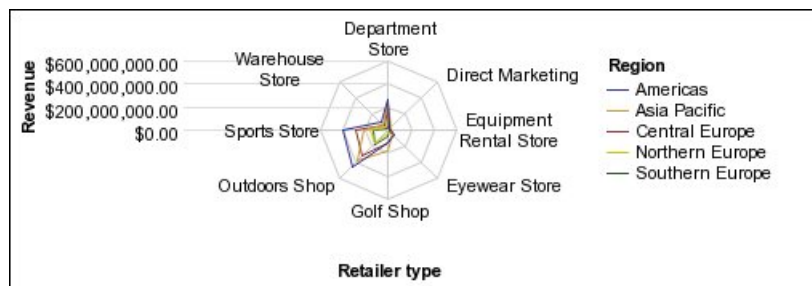 Department
Store
Direct Marketing
Equipment
Rental Store
Eyewear Store
Golf Shop
Outdoors Shop
Sports Store
Warehouse
Store
Revenue
$600,000,000.00
$400,000,000.00
$200,000,000.00
$0.00
Retailer type
Region
Americas
Asia Pacific
Central Europe
Northern Europe
Southern Europe